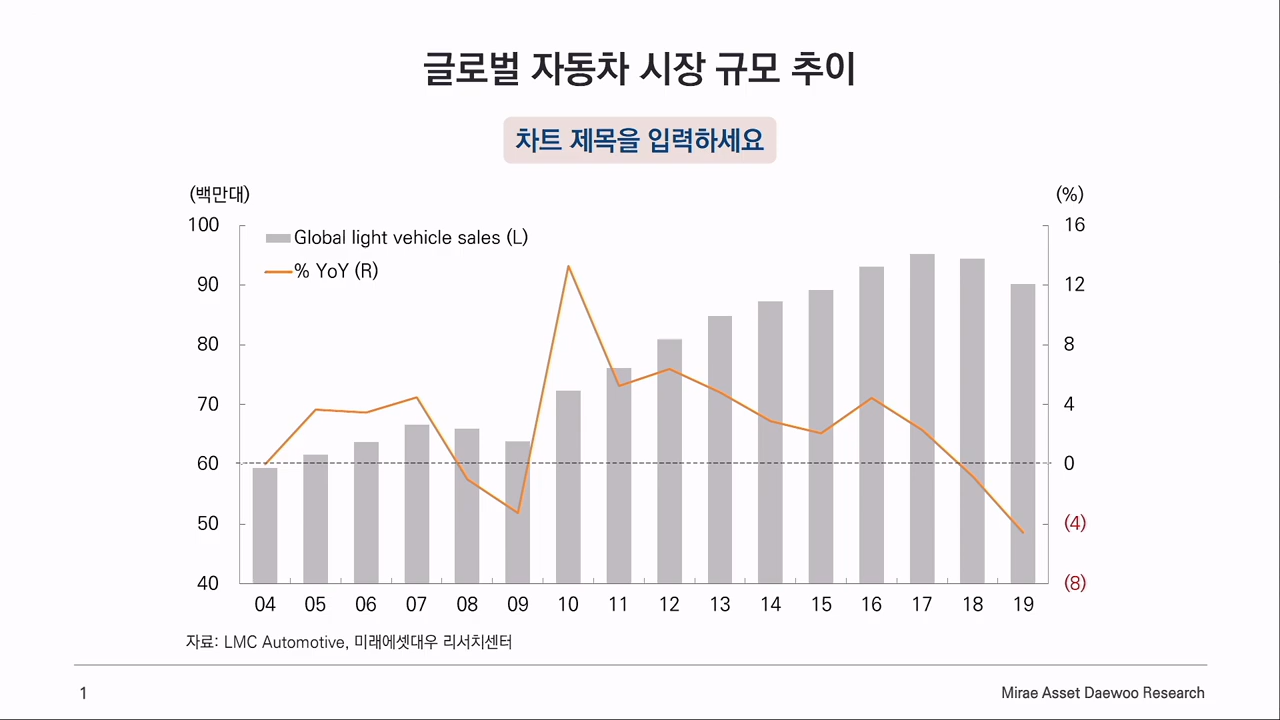 글로벌 자동차 시장 규모 추이
차트 제목을 입력하세요
(백만대)
(%)
100
90
80
70
60
50
40
Global light vehicle sales (L)
% YoY (R)
16
12
8
4
0
(4)
(8)
04 05 06 07 08 09 10 11 12 13 14 15 16 17 18 19
자료: LMC Automotive, 미래에셋대우 리서치센터
1
Mirae Asset Daewoo Research